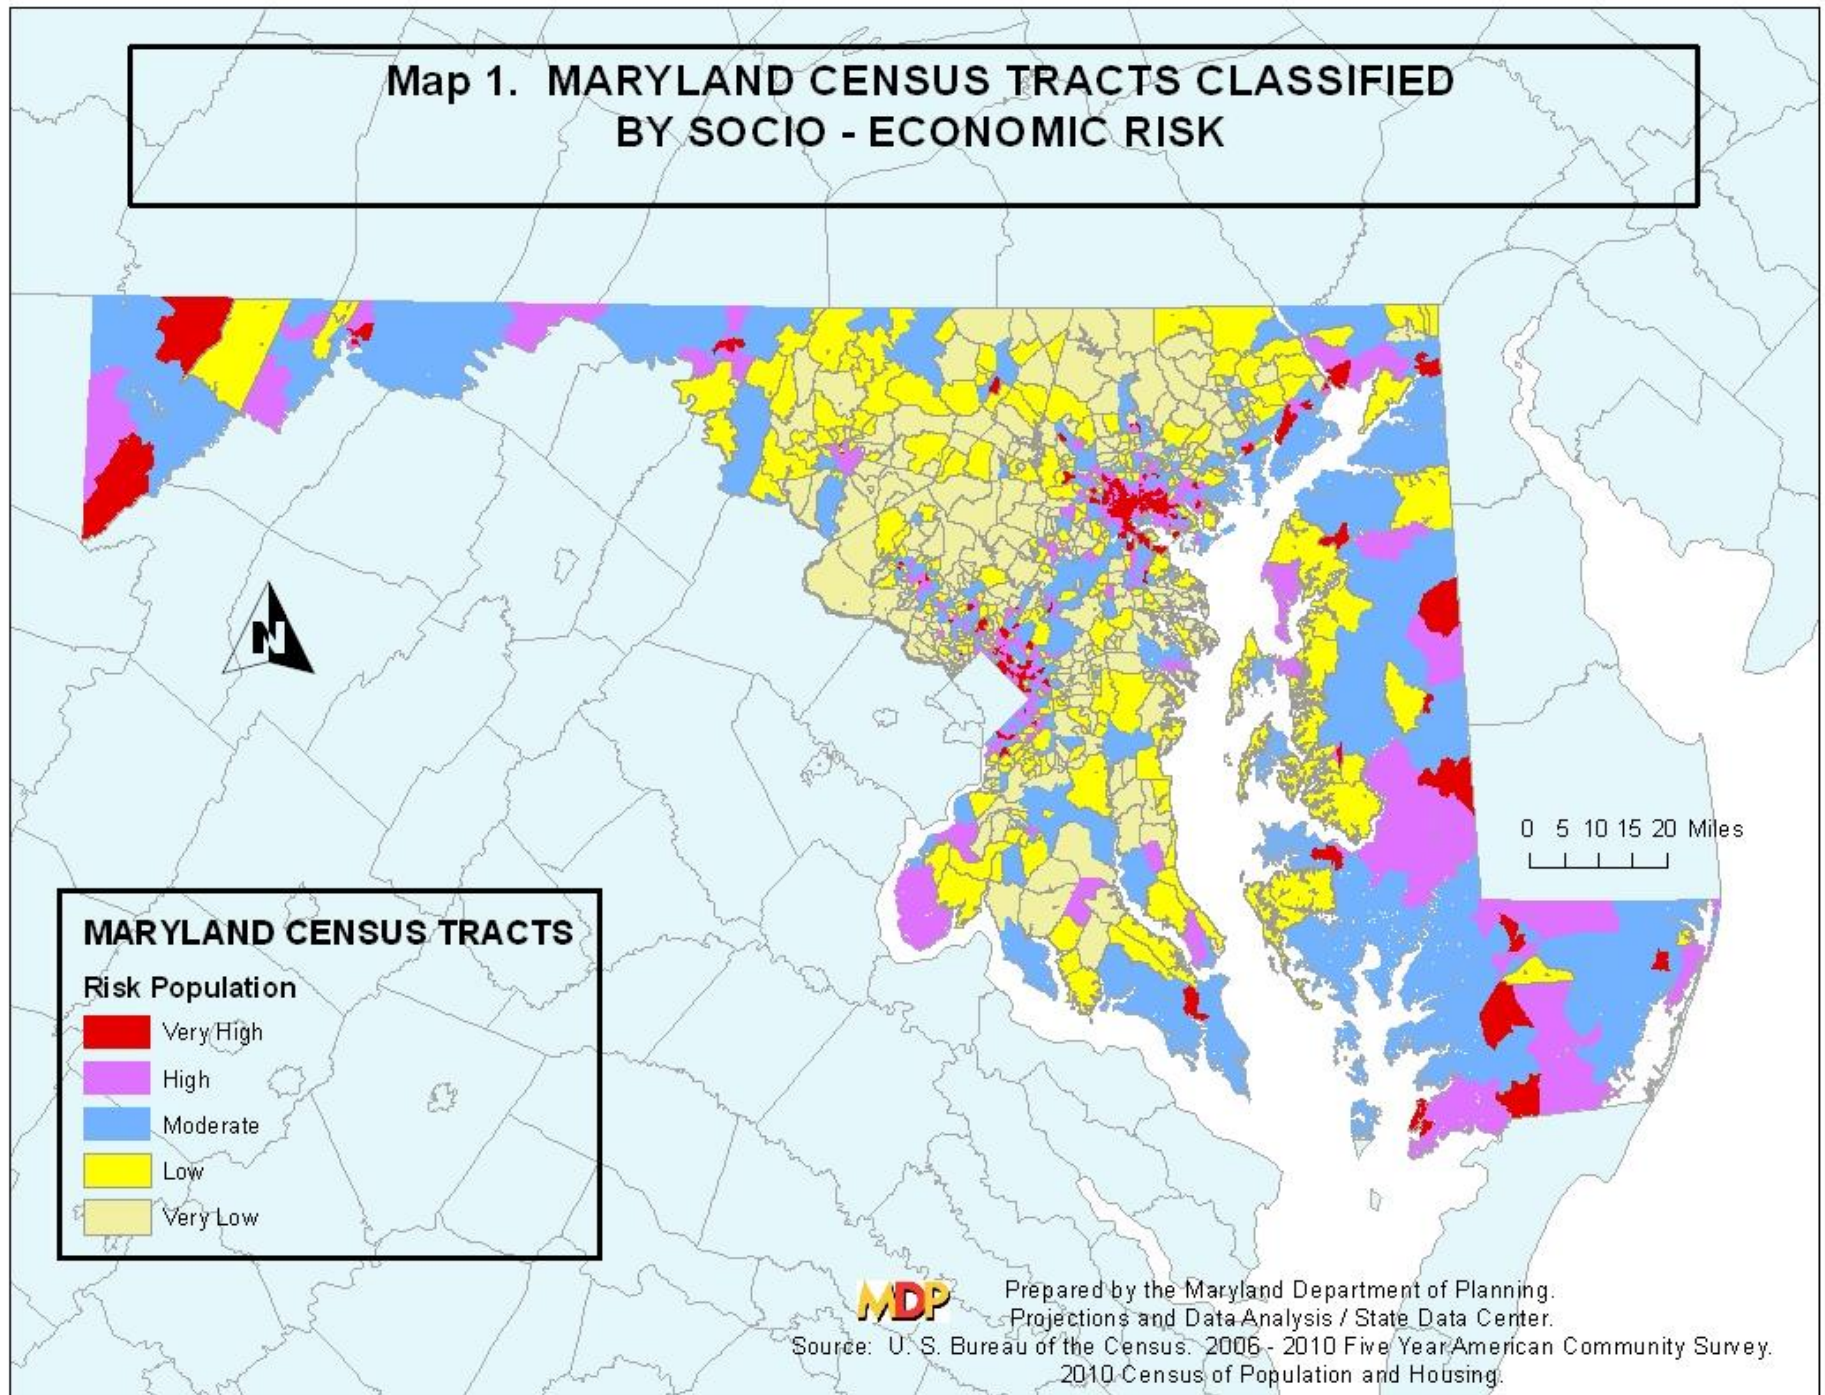 Map 1. MARYLAND CENSUS TRACTS CLASSIFIED
BY SOCIO - ECONOMIC RISK
N
0 5 10 15 20 Miles
MARYLAND CENSUS TRACTS
Risk Population
Very High
High
Moderate
Low
Very Low
MDP
Prepared by the Maryland Department of Planning.
Projections and Data Analysis / State Data Center.
Source: U. S. Bureau of the Census. 2006 - 2010 Five Year American Community Survey.
2010 Census of Population and Housing.